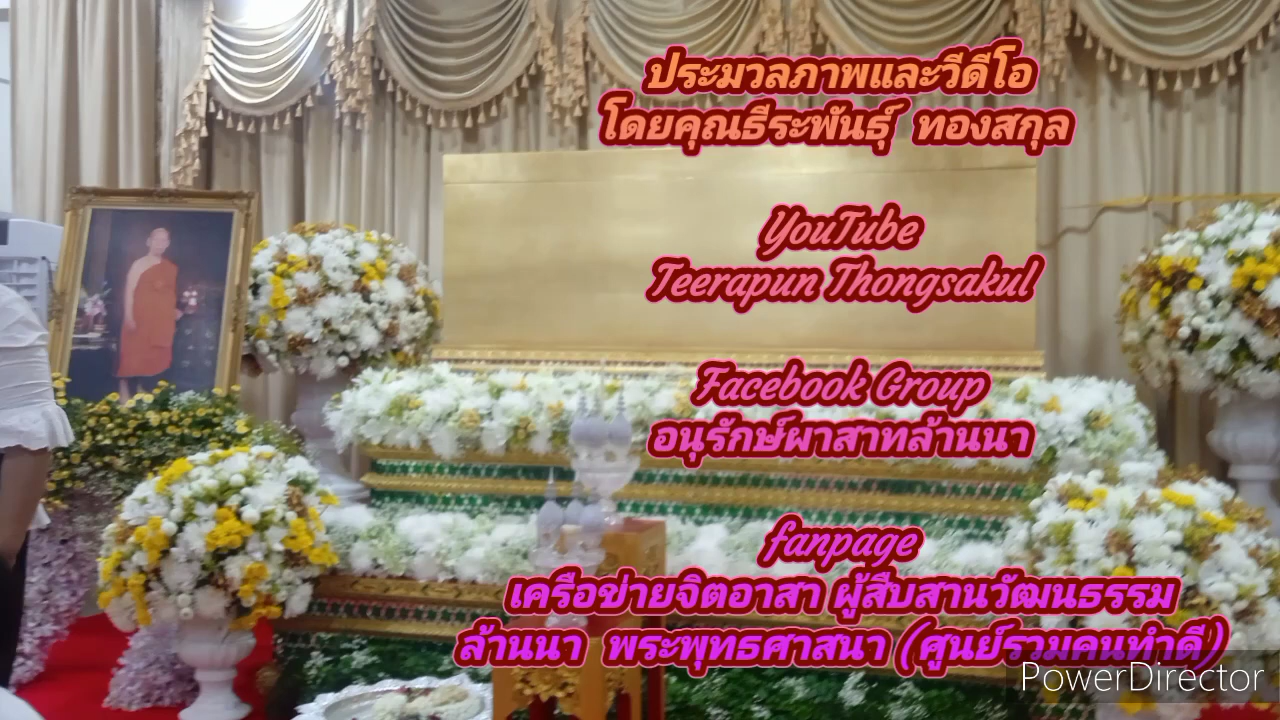 ประมวลภาพและวีดีโอ
โดยคุณธีระพันธุ์ ทองสกุล
YouTube
Teerapun Thongsakul
Facebook Group
อนุรักษ์ผาสาทล้านนา
fanpage
เครือข่ายจิตอาสา ผู้สืบสานวัฒนธรรม
ล้านนา พระพุทธศาสนา (ศูนย์รวมคนทำดี)
PowerDirector